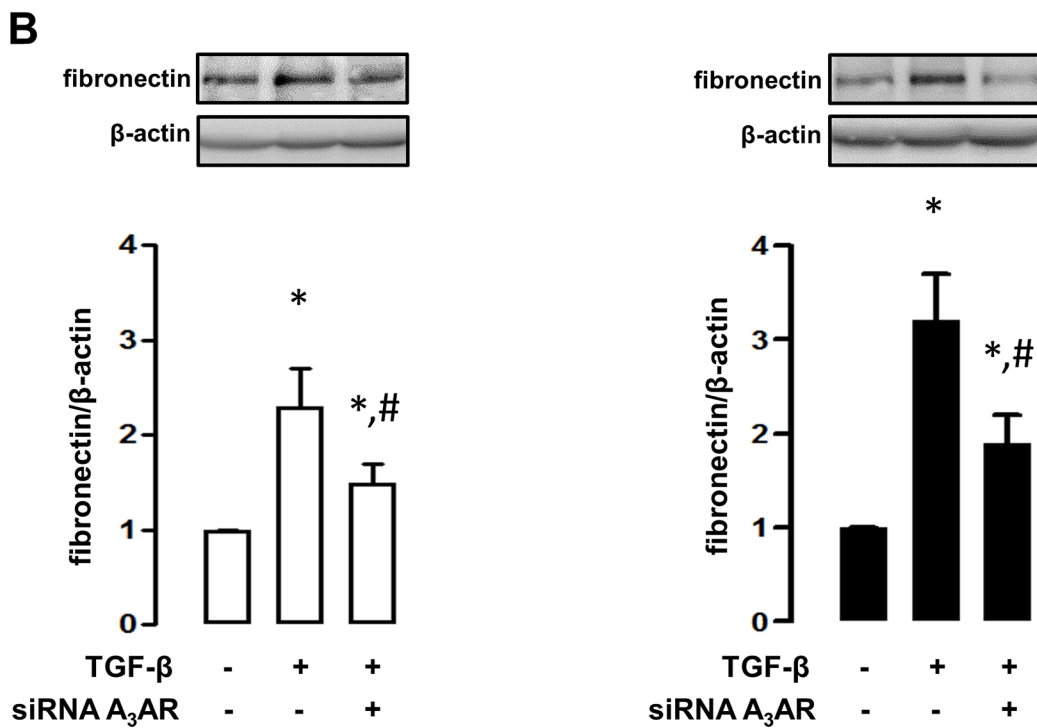 B
fibronectin
β-actin
*
*,#
4
3
2
1
0
fibronectin/β-actin
TGF-β - + +
siRNA A₃AR - - +
fibronectin
β-actin
*
*,#
4
3
2
1
0
fibronectin/β-actin
TGF-β - + +
siRNA A₃AR - - +